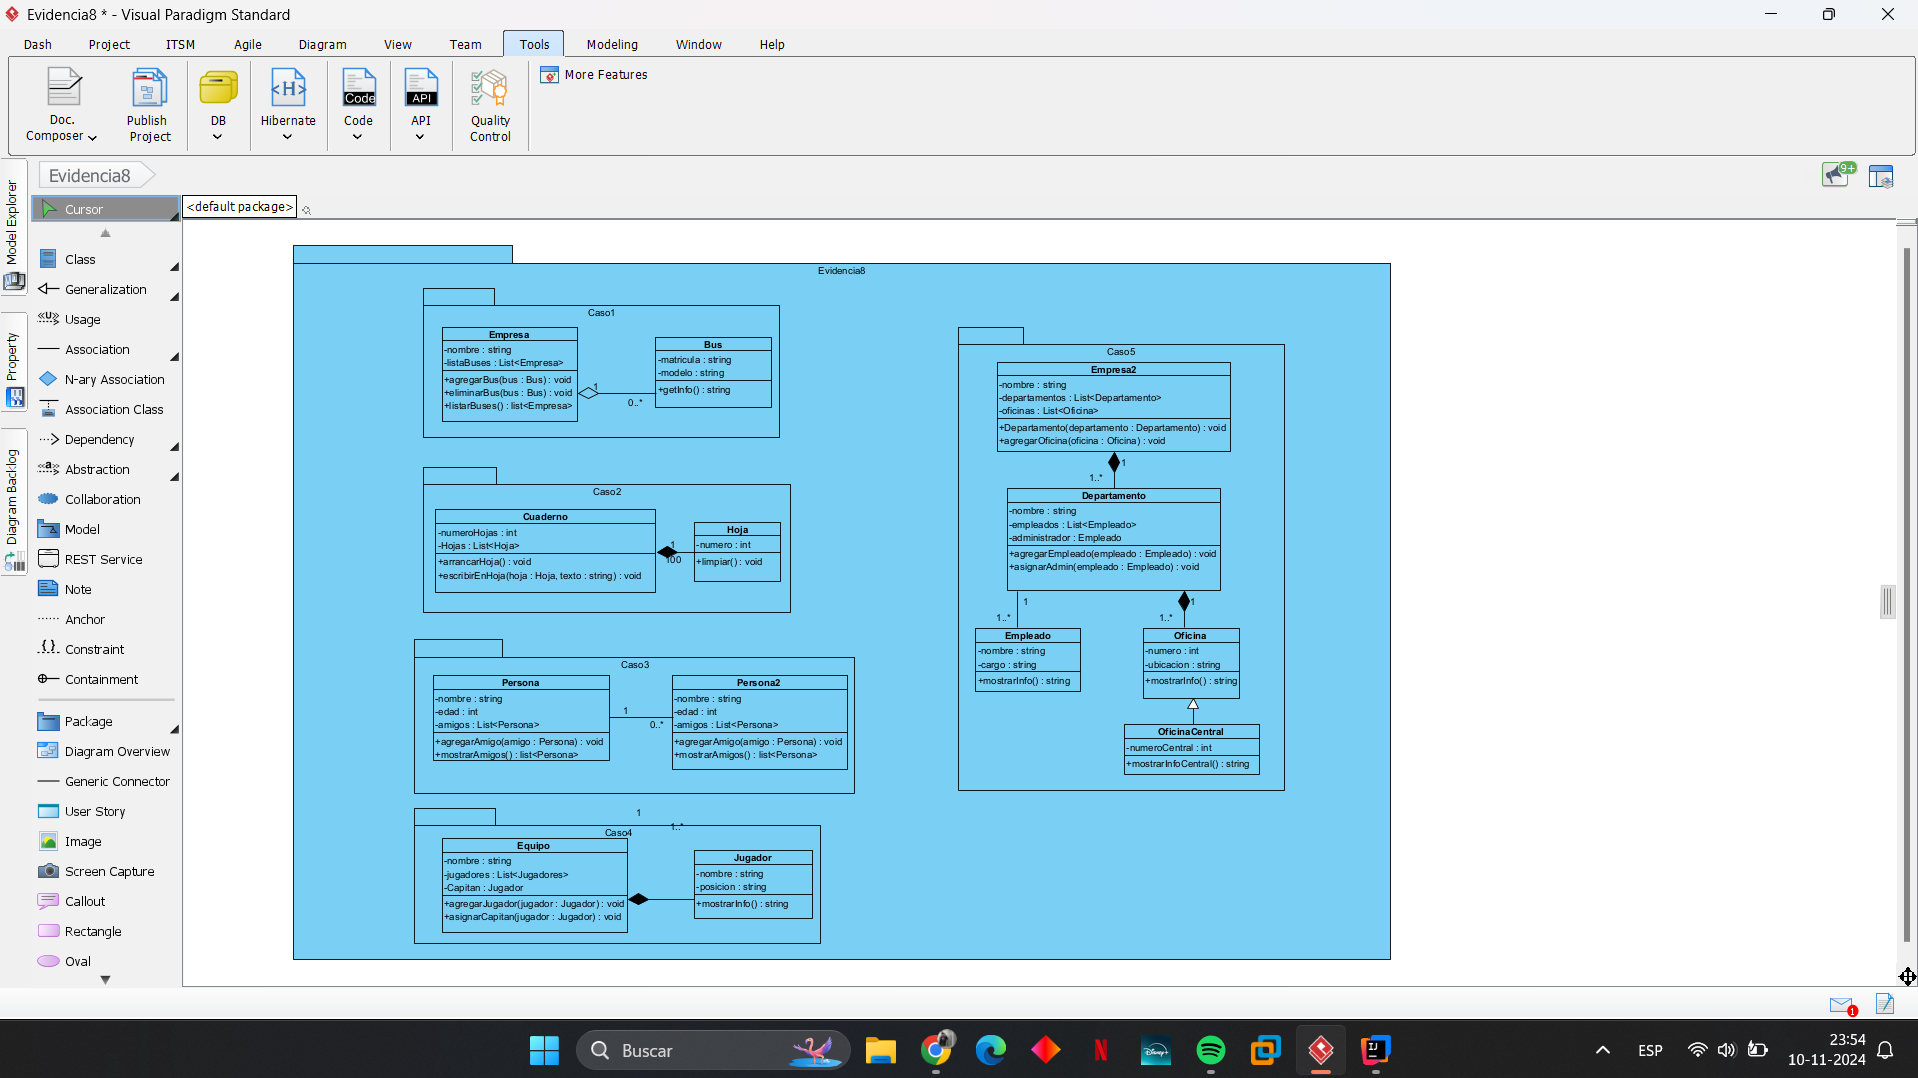 Evidencia8 * - Visual Paradigm Standard
Dash Project ITSM Agile Diagram View Team Tools Modeling Window Help
Doc. Composer
Publish Project
DB
Hibernate
Code
Code
API
API
Quality Control
More Features
Model Explorer
Property
Diagram Backlog
Evidencia8
9+
Cursor
<default package>
Class
Generalization
Usage
Association
N-ary Association
Association Class
Dependency
Abstraction
Collaboration
Model
REST Service
Note
Anchor
Constraint
Containment
Package
Diagram Overview
Generic Connector
User Story
Image
Screen Capture
Callout
Rectangle
Oval
Evidencia8
Caso1
Empresa
-nombre : string
-listaBuses : List<Empresa>
+agregarBus(bus : Bus) : void
+eliminarBus(bus : Bus) : void
+listarBuses() : list<Empresa>
1
0..*
Bus
-matricula : string
-modelo : string
+getInfo() : string
Caso2
Cuaderno
-numeroHojas : int
-Hojas : List<Hoja>
+arrancarHoja() : void
+escribirEnHoja(hoja : Hoja, texto : string) : void
1
100
Hoja
-numero : int
+limpiar() : void
Caso3
Persona
-nombre : string
-edad : int
-amigos : List<Persona>
+agregarAmigo(amigo : Persona) : void
+mostrarAmigos() : list<Persona>
1
0..*
Persona2
-nombre : string
-edad : int
-amigos : List<Persona>
+agregarAmigo(amigo : Persona) : void
+mostrarAmigos() : list<Persona>
1
1..*
Caso4
Equipo
-nombre : string
-jugadores : List<Jugadores>
-Capitan : Jugador
+agregarJugador(jugador : Jugador) : void
+asignarCapitan(jugador : Jugador) : void
Jugador
-nombre : string
-posicion : string
+mostrarInfo() : string
Caso5
Empresa2
-nombre : string
-departamentos : List<Departamento>
-oficinas : List<Oficina>
+Departamento(departamento : Departamento) : void
+agregarOficina(oficina : Oficina) : void
1
1..*
Departamento
-nombre : string
-empleados : List<Empleado>
-administrador : Empleado
+agregarEmpleado(empleado : Empleado) : void
+asignarAdmin(empleado : Empleado) : void
1
1..*
1
1..*
Empleado
-nombre : string
-cargo : string
+mostrarInfo() : string
Oficina
-numero : int
-ubicacion : string
+mostrarInfo() : string
OficinaCentral
-numeroCentral : int
+mostrarInfoCentral() : string
1
Buscar
ESP
23:54
10-11-2024